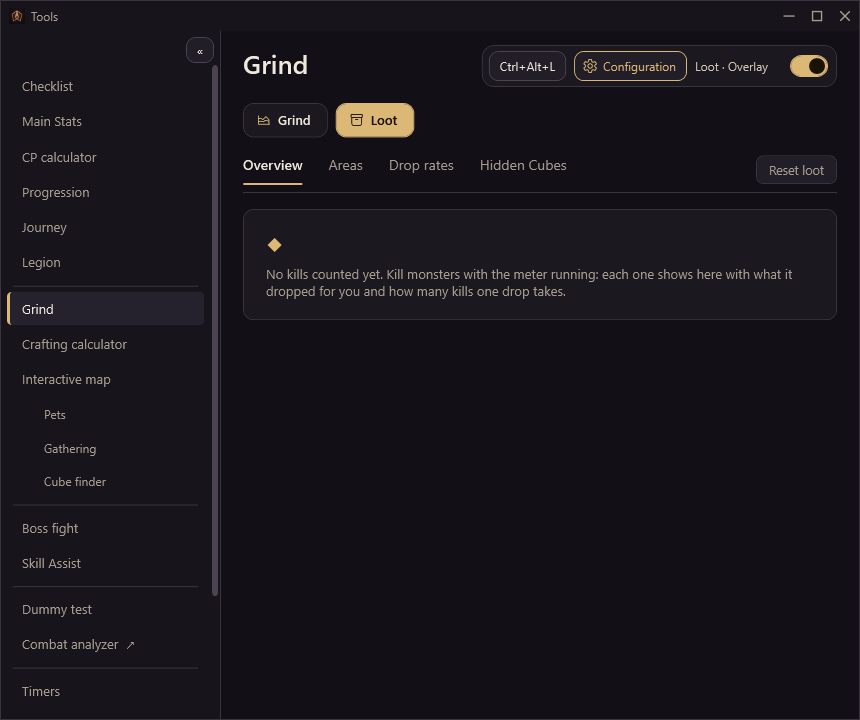 Tools
«
Checklist
Main Stats
CP calculator
Progression
Journey
Legion
Grind
Crafting calculator
Interactive map
Pets
Gathering
Cube finder
Boss fight
Skill Assist
Dummy test
Combat analyzer ↗
Timers
Grind
Ctrl+Alt+L
Configuration
Loot · Overlay
Grind
Loot
Overview
Areas
Drop rates
Hidden Cubes
Reset loot
No kills counted yet. Kill monsters with the meter running: each one shows here with what it
dropped for you and how many kills one drop takes.